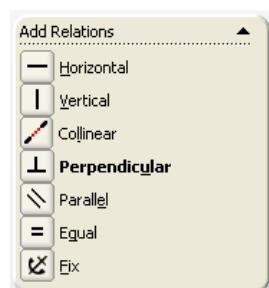 Add Relations
Horizontal
Vertical
Collinear
Perpendicular
Parallel
Equal
Fix